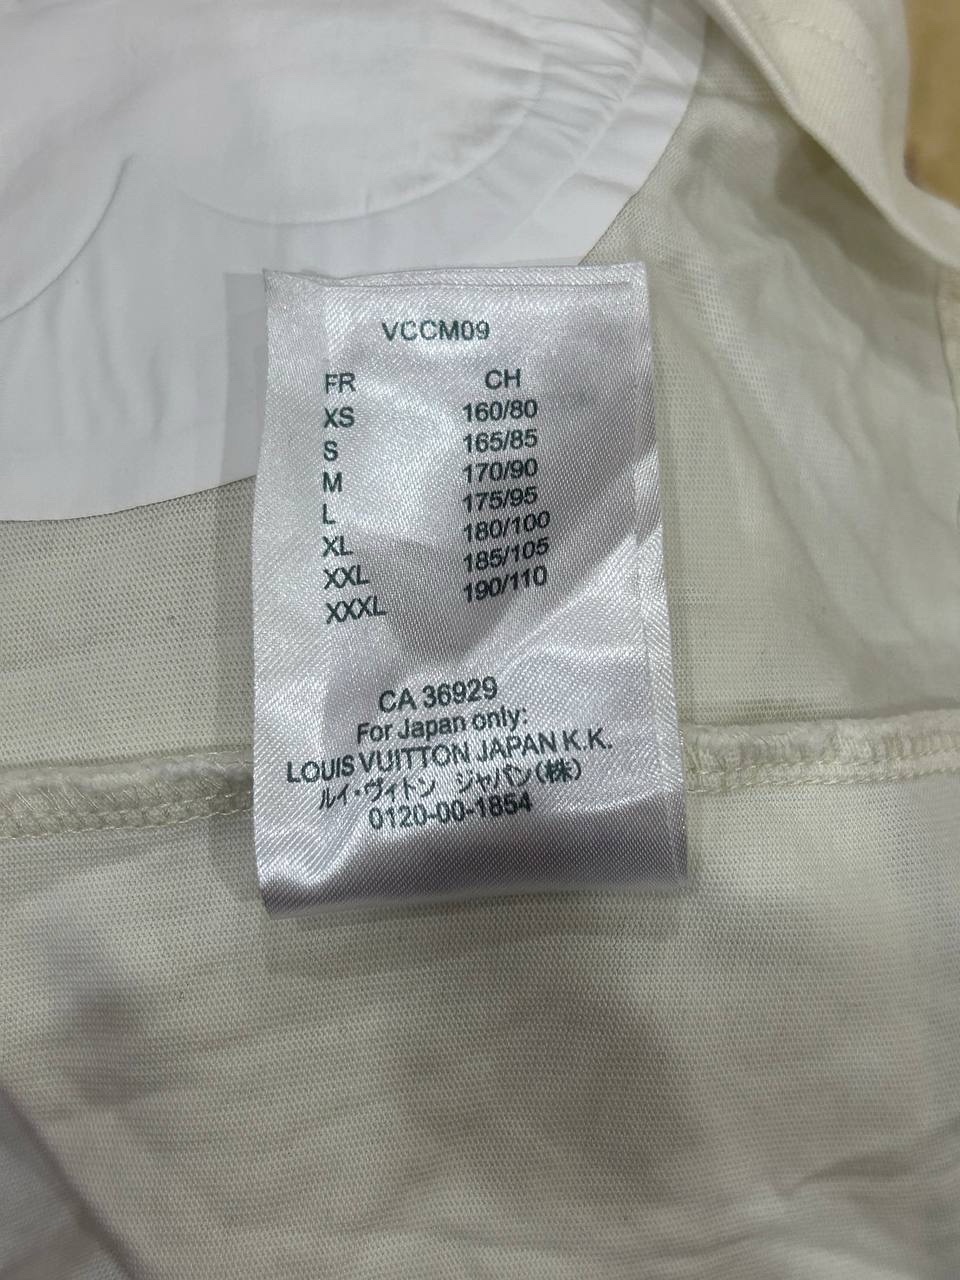 VCCM09
FR CH
XS 160/80
S 165/85
M 170/90
L 175/95
XL 180/100
XXL 185/105
XXXL 190/110
CA 36929
For Japan only:
LOUIS VUITTON JAPAN K.K.
ルイ・ヴィトン ジャパン(株)
0120-00-1854